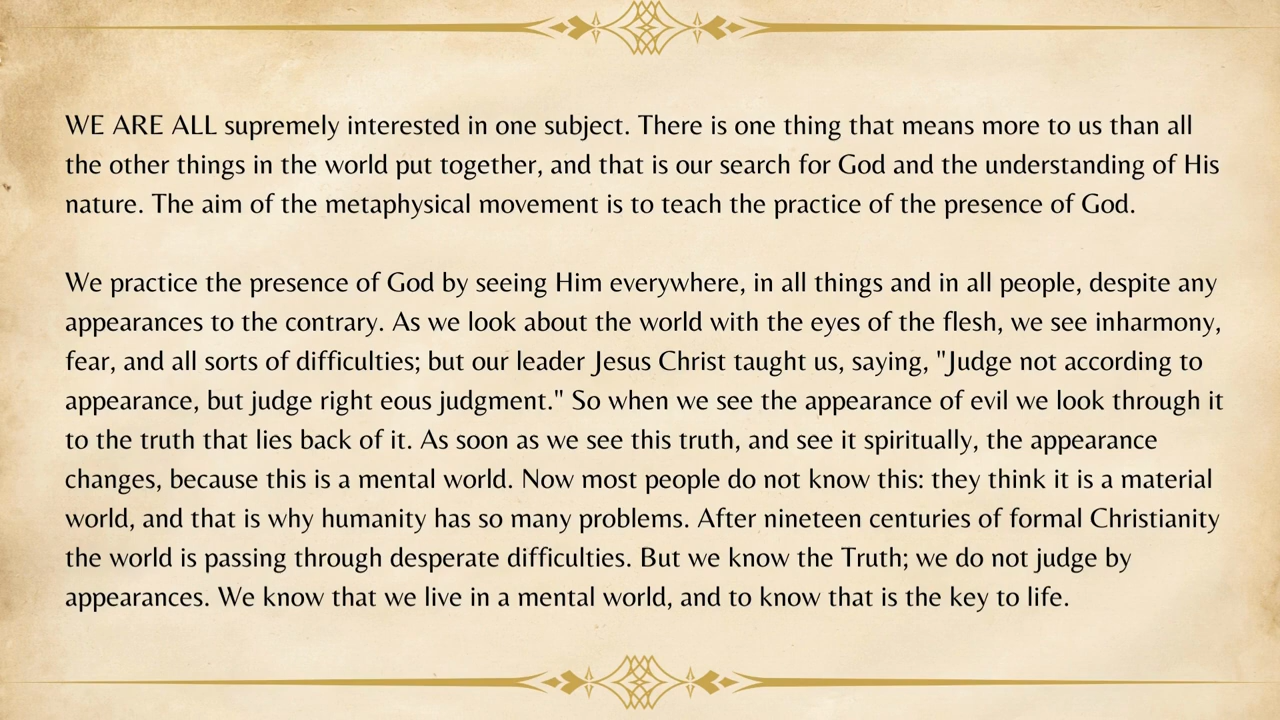 WE ARE ALL supremely interested in one subject. There is one thing that means more to us than all
the other things in the world put together, and that is our search for God and the understanding of His
nature. The aim of the metaphysical movement is to teach the practice of the presence of God.
We practice the presence of God by seeing Him everywhere, in all things and in all people, despite any
appearances to the contrary. As we look about the world with the eyes of the flesh, we see inharmony,
fear, and all sorts of difficulties; but our leader Jesus Christ taught us, saying, "Judge not according to
appearance, but judge right eous judgment." So when we see the appearance of evil we look through it
to the truth that lies back of it. As soon as we see this truth, and see it spiritually, the appearance
changes, because this is a mental world. Now most people do not know this: they think it is a material
world, and that is why humanity has so many problems. After nineteen centuries of formal Christianity
the world is passing through desperate difficulties. But we know the Truth; we do not judge by
appearances. We know that we live in a mental world, and to know that is the key to life.